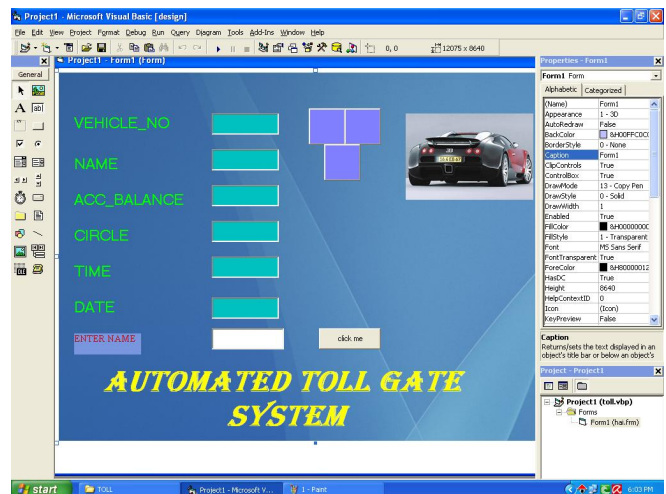 Project1 - Microsoft Visual Basic [design]
File Edit View Project Format Debug Run Query Diagram Tools Add-Ins Window Help
0, 0 12075 x 8640
General
Project1 - Form1 (Form)
VEHICLE_NO
NAME
ACC_BALANCE
CIRCLE
TIME
DATE
ENTER NAME click me
AUTOMATED TOLL GATE
SYSTEM
Properties - Form1
Form1 Form
Alphabetic Categorized
(Name) Form1
Appearance 1 - 3D
AutoRedraw False
BackColor &H00FFC0C
BorderStyle 0 - None
Caption Form1
ClipControls True
ControlBox True
DrawMode 13 - Copy Pen
DrawStyle 0 - Solid
DrawWidth 1
Enabled True
FillColor &H0000000
FillStyle 1 - Transparent
Font MS Sans Serif
FontTransparent True
ForeColor &H80000012
HasDC True
Height 8640
HelpContextID 0
Icon (Icon)
KeyPreview False
Caption
Returns/sets the text displayed in an
object's title bar or below an object's
Project - Project1
Project1 (toll.vbp)
Forms
Form1 (hai.frm)
start TOLL Project1 - Microsoft V... 1 - Paint 6:03 PM